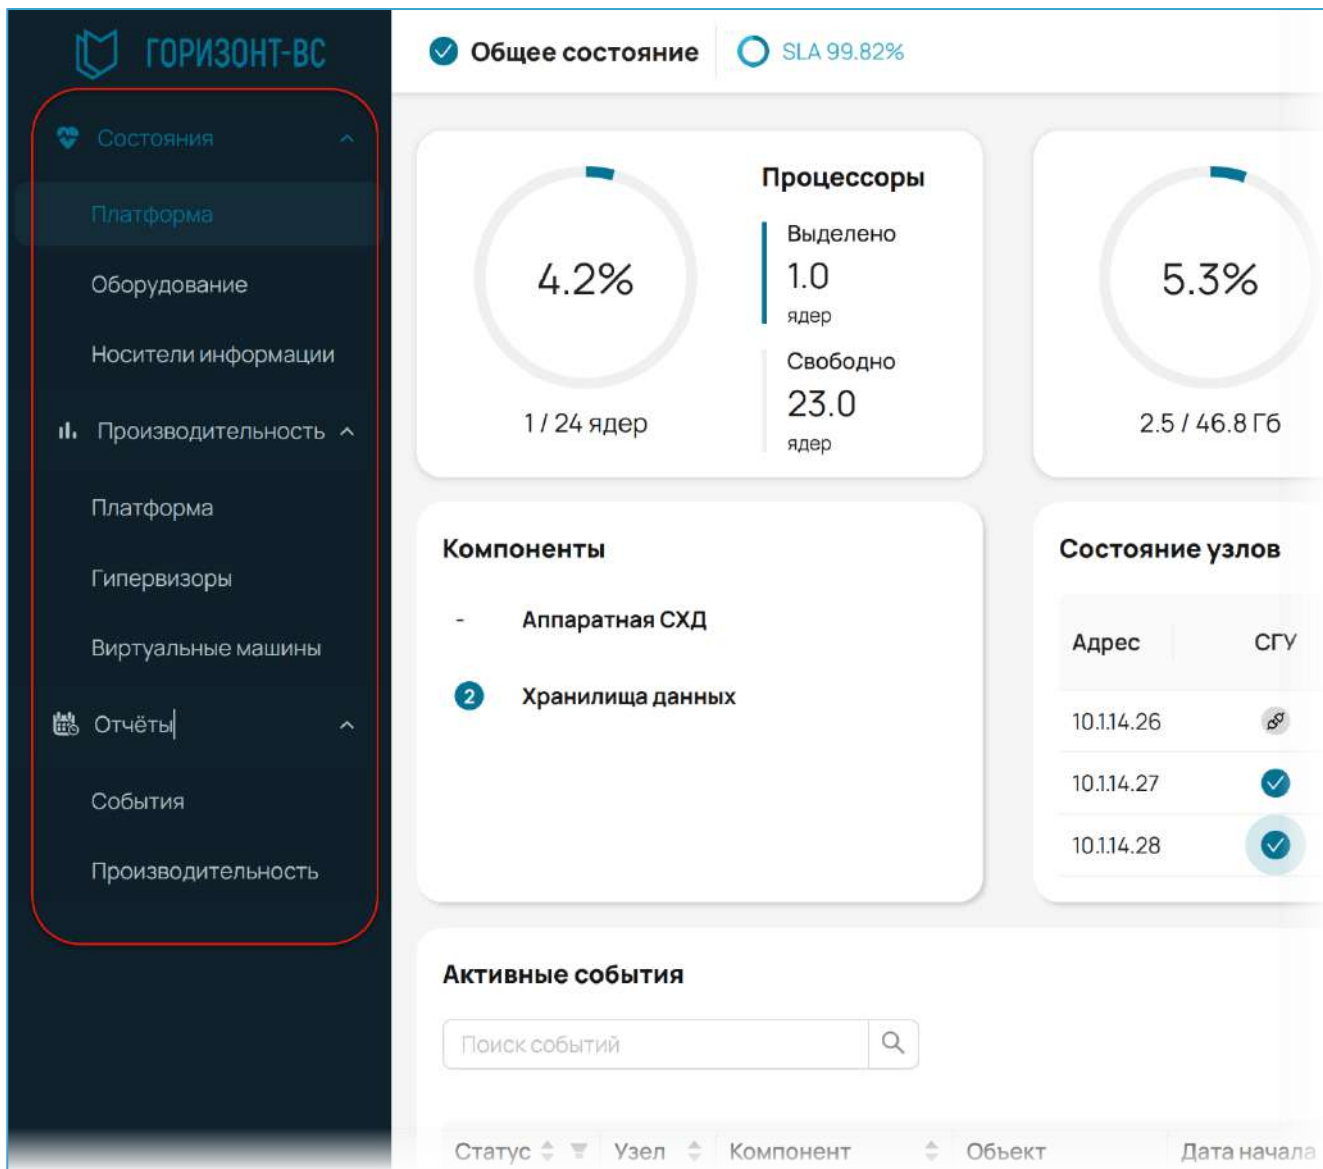 ГОРИЗОНТ-ВС
Состояния
Платформа
Оборудование
Носители информации
Производительность
Платформа
Гипервизоры
Виртуальные машины
Отчёты
События
Производительность
Общее состояние
SLA 99.82%
4.2%
1 / 24 ядер
Процессоры
Выделено
1.0
ядер
Свободно
23.0
ядер
5.3%
2.5 / 46.8 Гб
Компоненты
- Аппаратная СХД
2 Хранилища данных
Состояние узлов
Адрес СГУ
10.1.14.26
10.1.14.27
10.1.14.28
Активные события
Поиск событий
Статус Узел Компонент Объект Дата начала